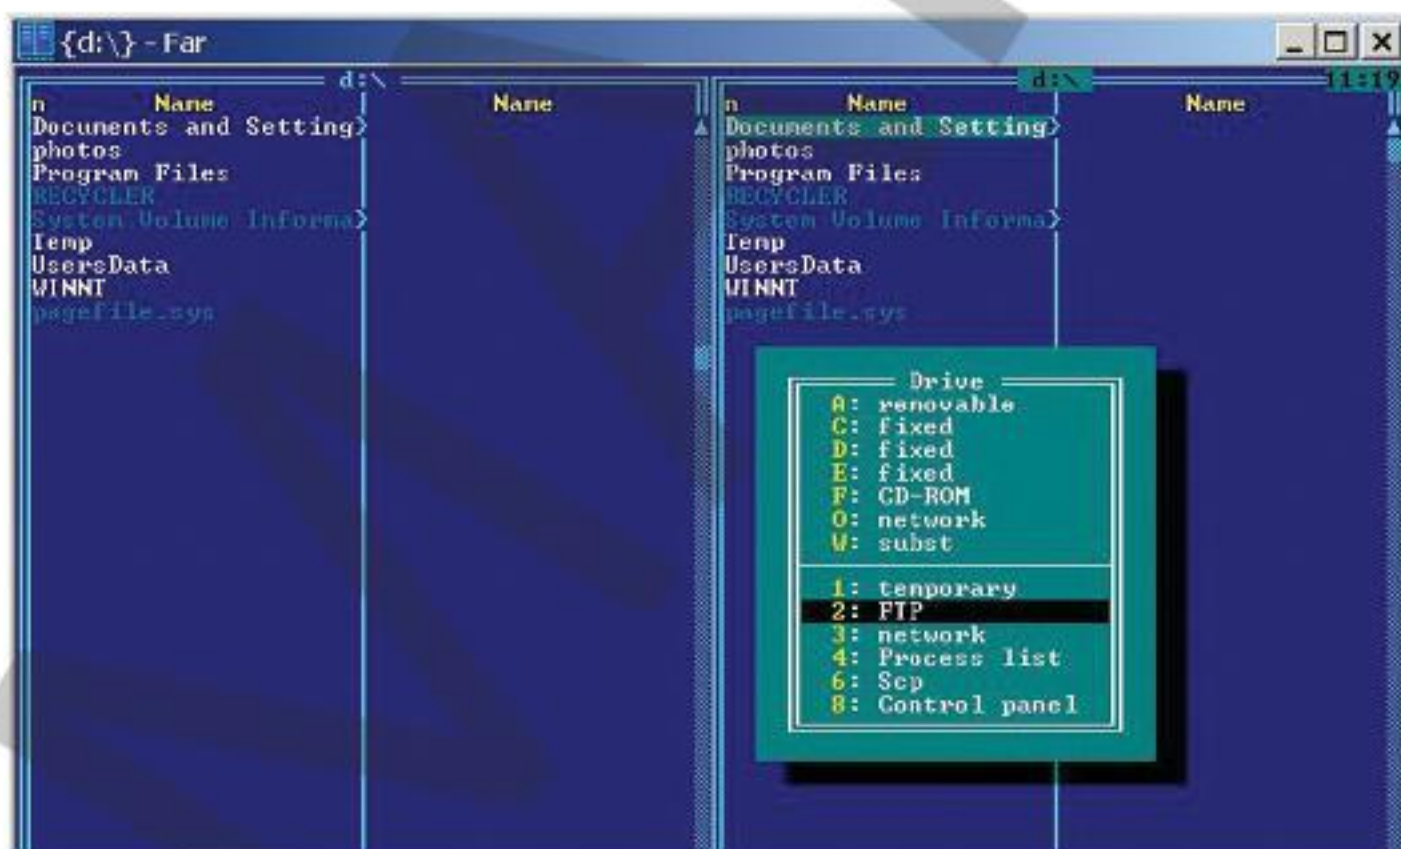 {d:\} - Far
d:\
n Name Name
Documents and Setting}
photos
Program Files
RECYCLER
System Volume Informa}
Temp
UsersData
WINNT
pagefile.sys
d:\ 11:19
n Name Name
Documents and Setting}
photos
Program Files
RECYCLER
System Volume Informa}
Temp
UsersData
WINNT
pagefile.sys
Drive
A: removable
C: fixed
D: fixed
E: fixed
F: CD-ROM
O: network
W: subst
1: temporary
2: FTP
3: network
4: Process list
6: Scp
8: Control panel